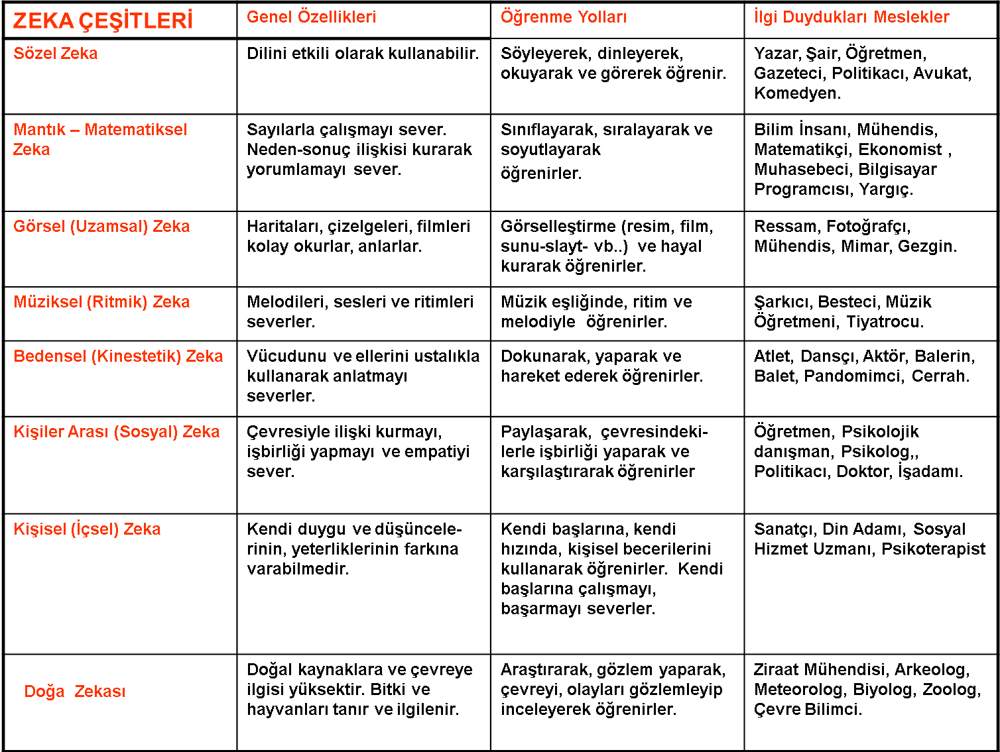 ZEKA ÇEŞİTLERİ
Genel Özellikleri
Öğrenme Yolları
İlgi Duydukları Meslekler
Sözel Zeka
Dilini etkili olarak kullanabilir.
Söyleyerek, dinleyerek,
okuyarak ve görerek öğrenir.
Yazar, Şair, Öğretmen,
Gazeteci, Politikacı, Avukat,
Komedyen.
Mantık – Matematiksel
Zeka
Sayılarla çalışmayı sever.
Neden-sonuç ilişkisi kurarak
yorumlamayı sever.
Sınıflayarak, sıralayarak ve
soyutlayarak
öğrenirler.
Bilim İnsanı, Mühendis,
Matematikçi, Ekonomist ,
Muhasebeci, Bilgisayar
Programcısı, Yargıç.
Görsel (Uzamsal) Zeka
Haritaları, çizelgeleri, filmleri
kolay okurlar, anlarlar.
Görselleştirme (resim, film,
sunu-slayt- vb..) ve hayal
kurarak öğrenirler.
Ressam, Fotoğrafçı,
Mühendis, Mimar, Gezgin.
Müziksel (Ritmik) Zeka
Melodileri, sesleri ve ritimleri
severler.
Müzik eşliğinde, ritim ve
melodiyle öğrenirler.
Şarkıcı, Besteci, Müzik
Öğretmeni, Tiyatrocu.
Bedensel (Kinestetik) Zeka
Vücudunu ve ellerini ustalıkla
kullanarak anlatmayı
severler.
Dokunarak, yaparak ve
hareket ederek öğrenirler.
Atlet, Dansçı, Aktör, Balerin,
Balet, Pandomimci, Cerrah.
Kişiler Arası (Sosyal) Zeka
Çevresiyle ilişki kurmayı,
işbirliği yapmayı ve empatiyi
sever.
Paylaşarak, çevresindeki-
lerle işbirliği yaparak ve
karşılaştırarak öğrenirler
Öğretmen, Psikolojik
danışman, Psikolog,,
Politikacı, Doktor, İşadamı.
Kişisel (İçsel) Zeka
Kendi duygu ve düşüncele-
rinin, yeterliklerinin farkına
varabilmedir.
Kendi başlarına, kendi
hızında, kişisel becerilerini
kullanarak öğrenirler. Kendi
başlarına çalışmayı,
başarmayı severler.
Sanatçı, Din Adamı, Sosyal
Hizmet Uzmanı, Psikoterapist
Doğa Zekası
Doğal kaynaklara ve çevreye
ilgisi yüksektir. Bitki ve
hayvanları tanır ve ilgilenir.
Araştırarak, gözlem yaparak,
çevreyi, olayları gözlemleyip
inceleyerek öğrenirler.
Ziraat Mühendisi, Arkeolog,
Meteorolog, Biyolog, Zoolog,
Çevre Bilimci.